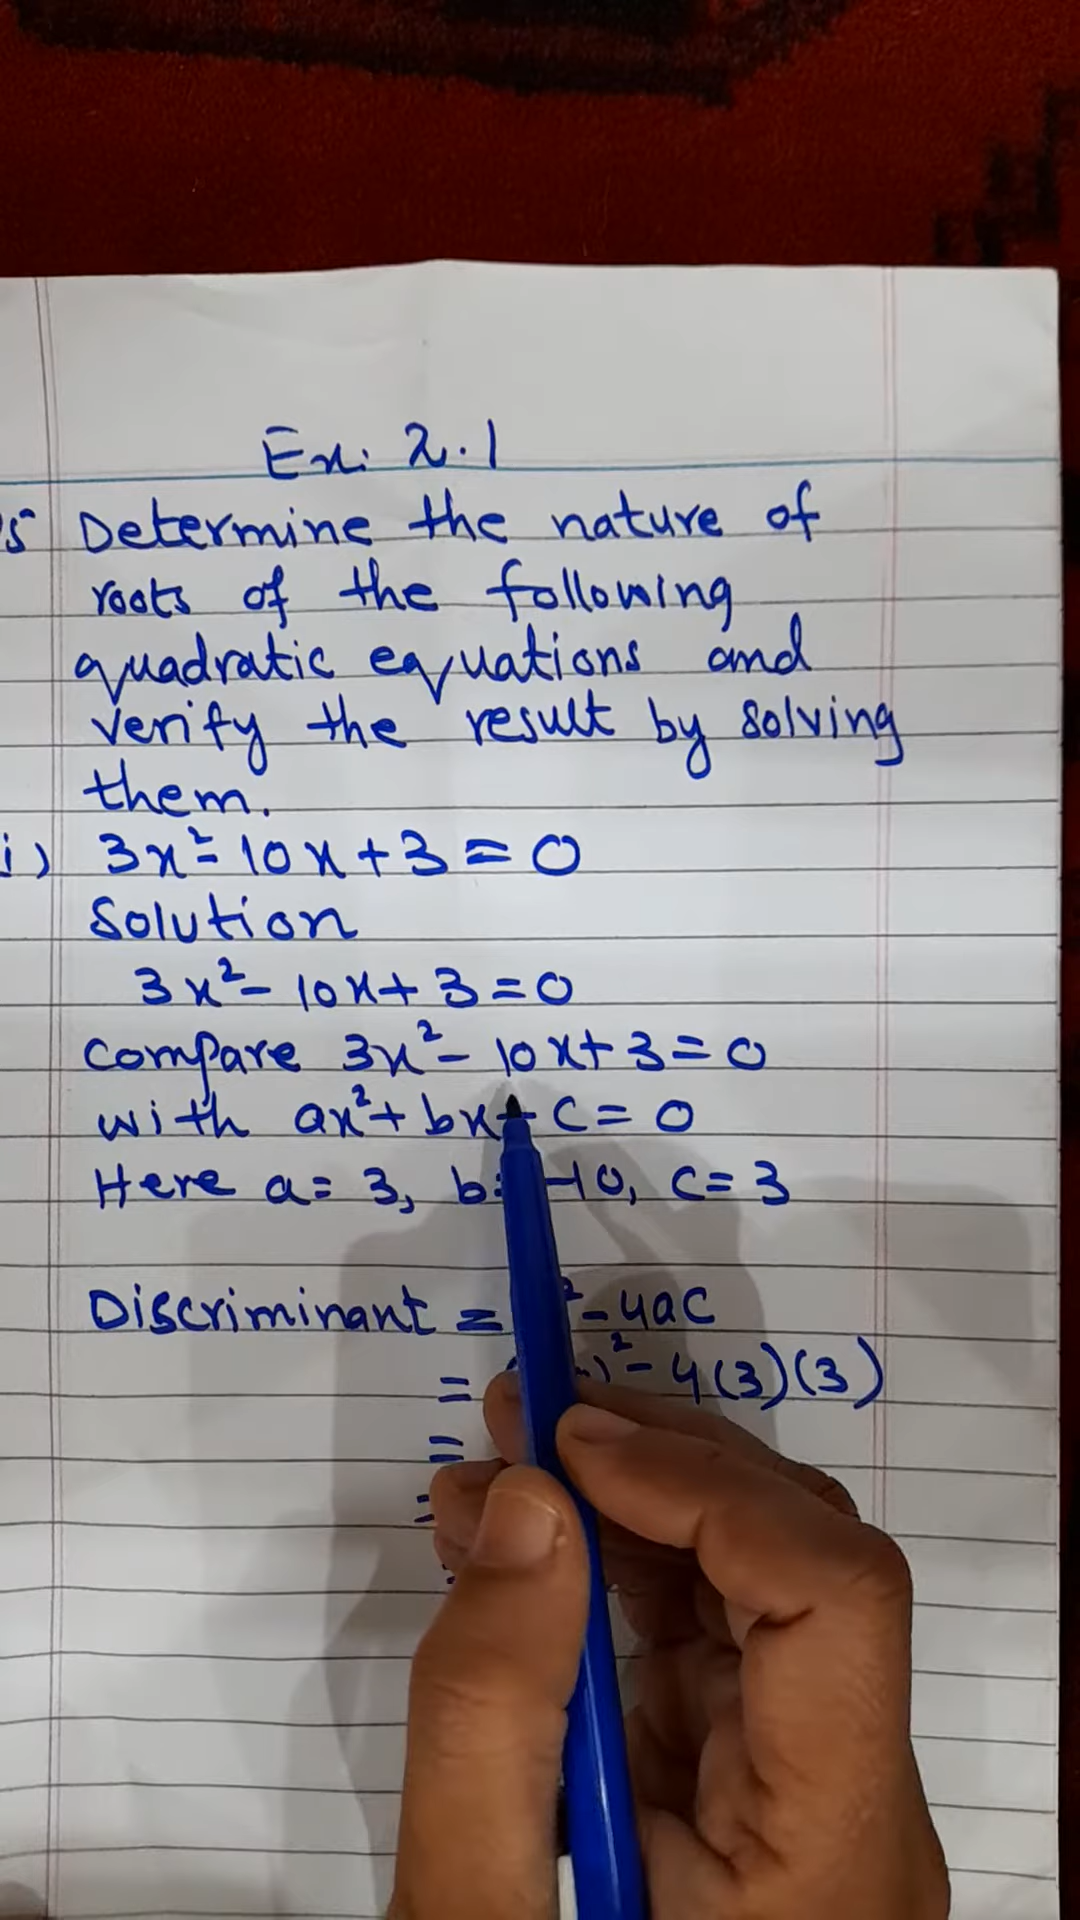 Ex: 2.1
Determine the nature of
roots of the following
quadratic equations and
verify the result by solving
them.
i) 3x² - 10x + 3 = 0
Solution
3x² - 10x + 3 = 0
Compare 3x² - 10x + 3 = 0
with ax² + bx + c = 0
Here a = 3, b = -10, c = 3
Discriminant = ² - 4ac
= )² - 4(3)(3)
=
=